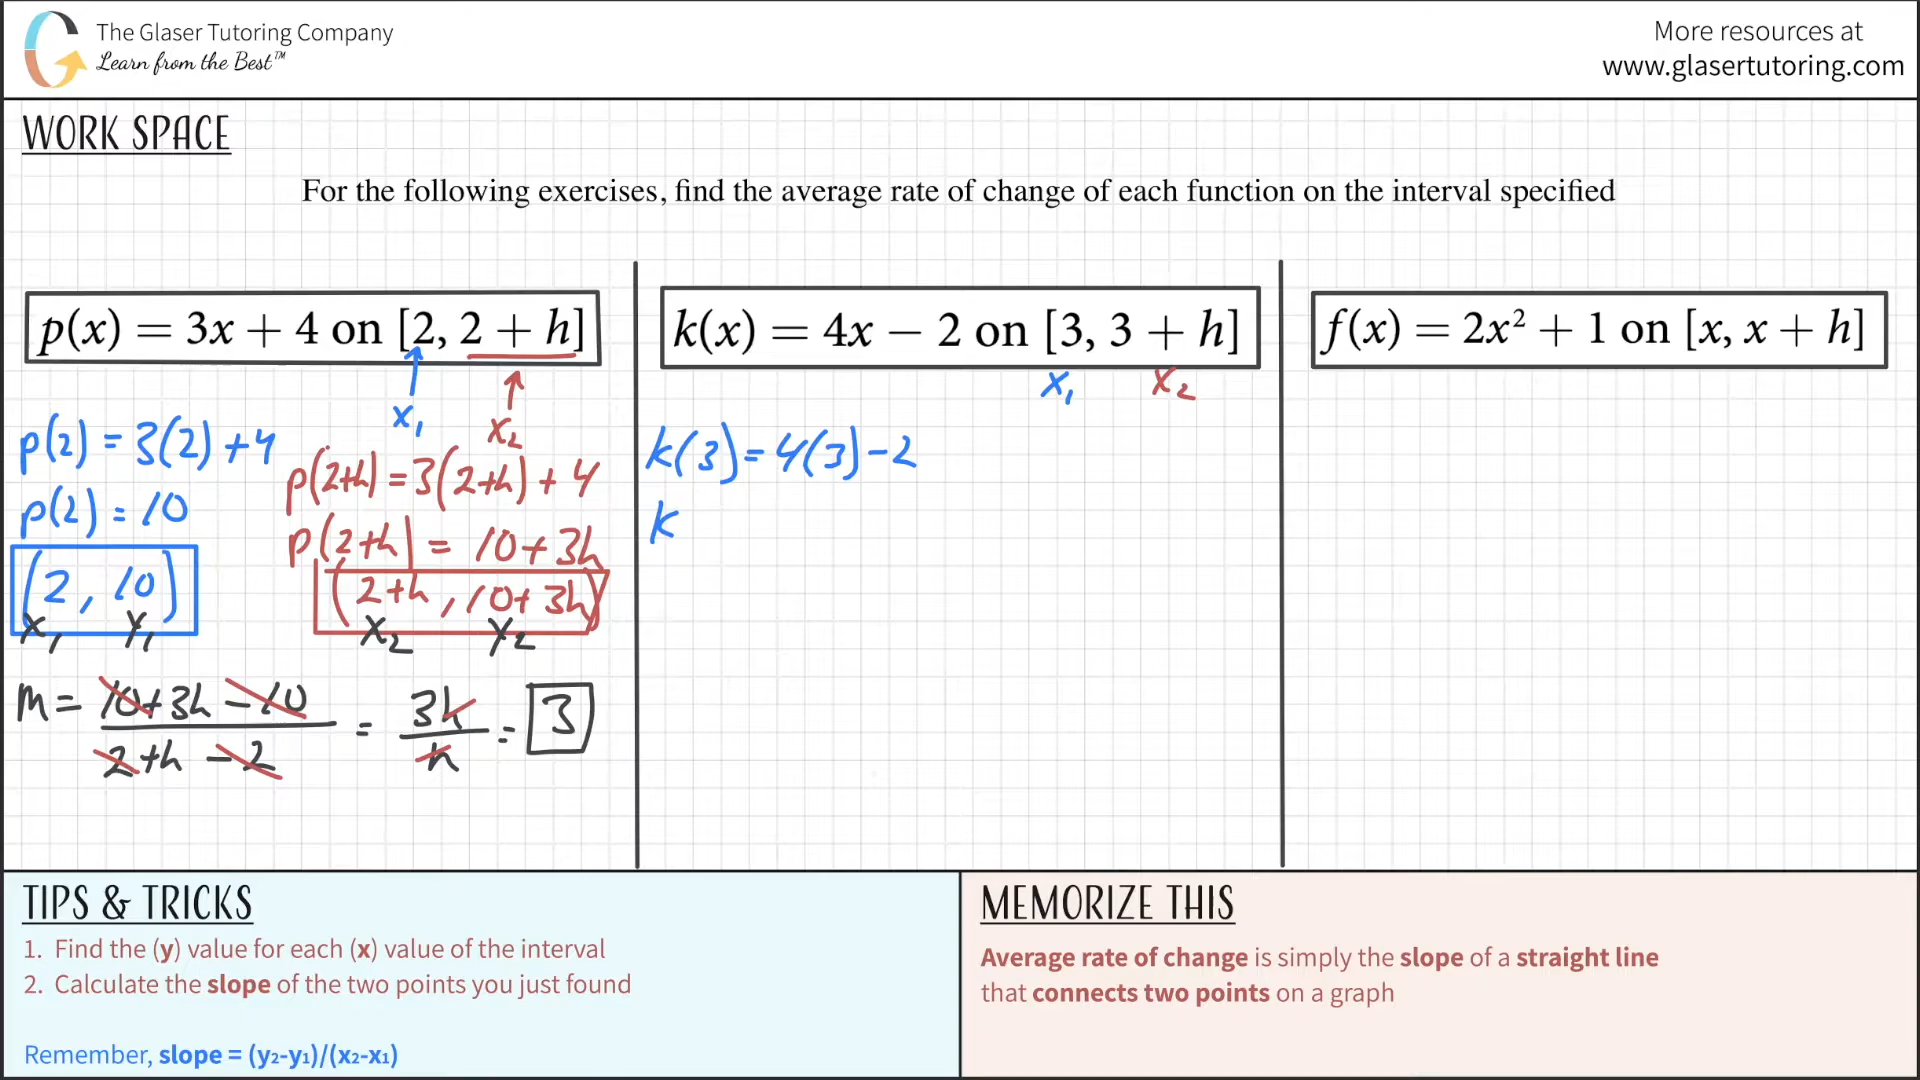 The Glaser Tutoring Company
Learn from the Best™
More resources at
www.glasertutoring.com
WORK SPACE
For the following exercises, find the average rate of change of each function on the interval specified
p(x) = 3x + 4 on [2, 2 + h]
x₁
x₂
p(2) = 3(2) + 4
p(2) = 10
(2, 10)
x₁ y₁
p(2+h) = 3(2+h) + 4
p(2+h) = 10 + 3h
(2+h, 10+3h)
x₂ y₂
m = 10+3h-10 / 2+h-2 = 3h / h = 3
k(x) = 4x − 2 on [3, 3 + h]
x₁ x₂
k(3) = 4(3) - 2
k
f(x) = 2x² + 1 on [x, x + h]
TIPS & TRICKS
1. Find the (y) value for each (x) value of the interval
2. Calculate the slope of the two points you just found
Remember, slope = (y₂-y₁)/(x₂-x₁)
MEMORIZE THIS
Average rate of change is simply the slope of a straight line
that connects two points on a graph